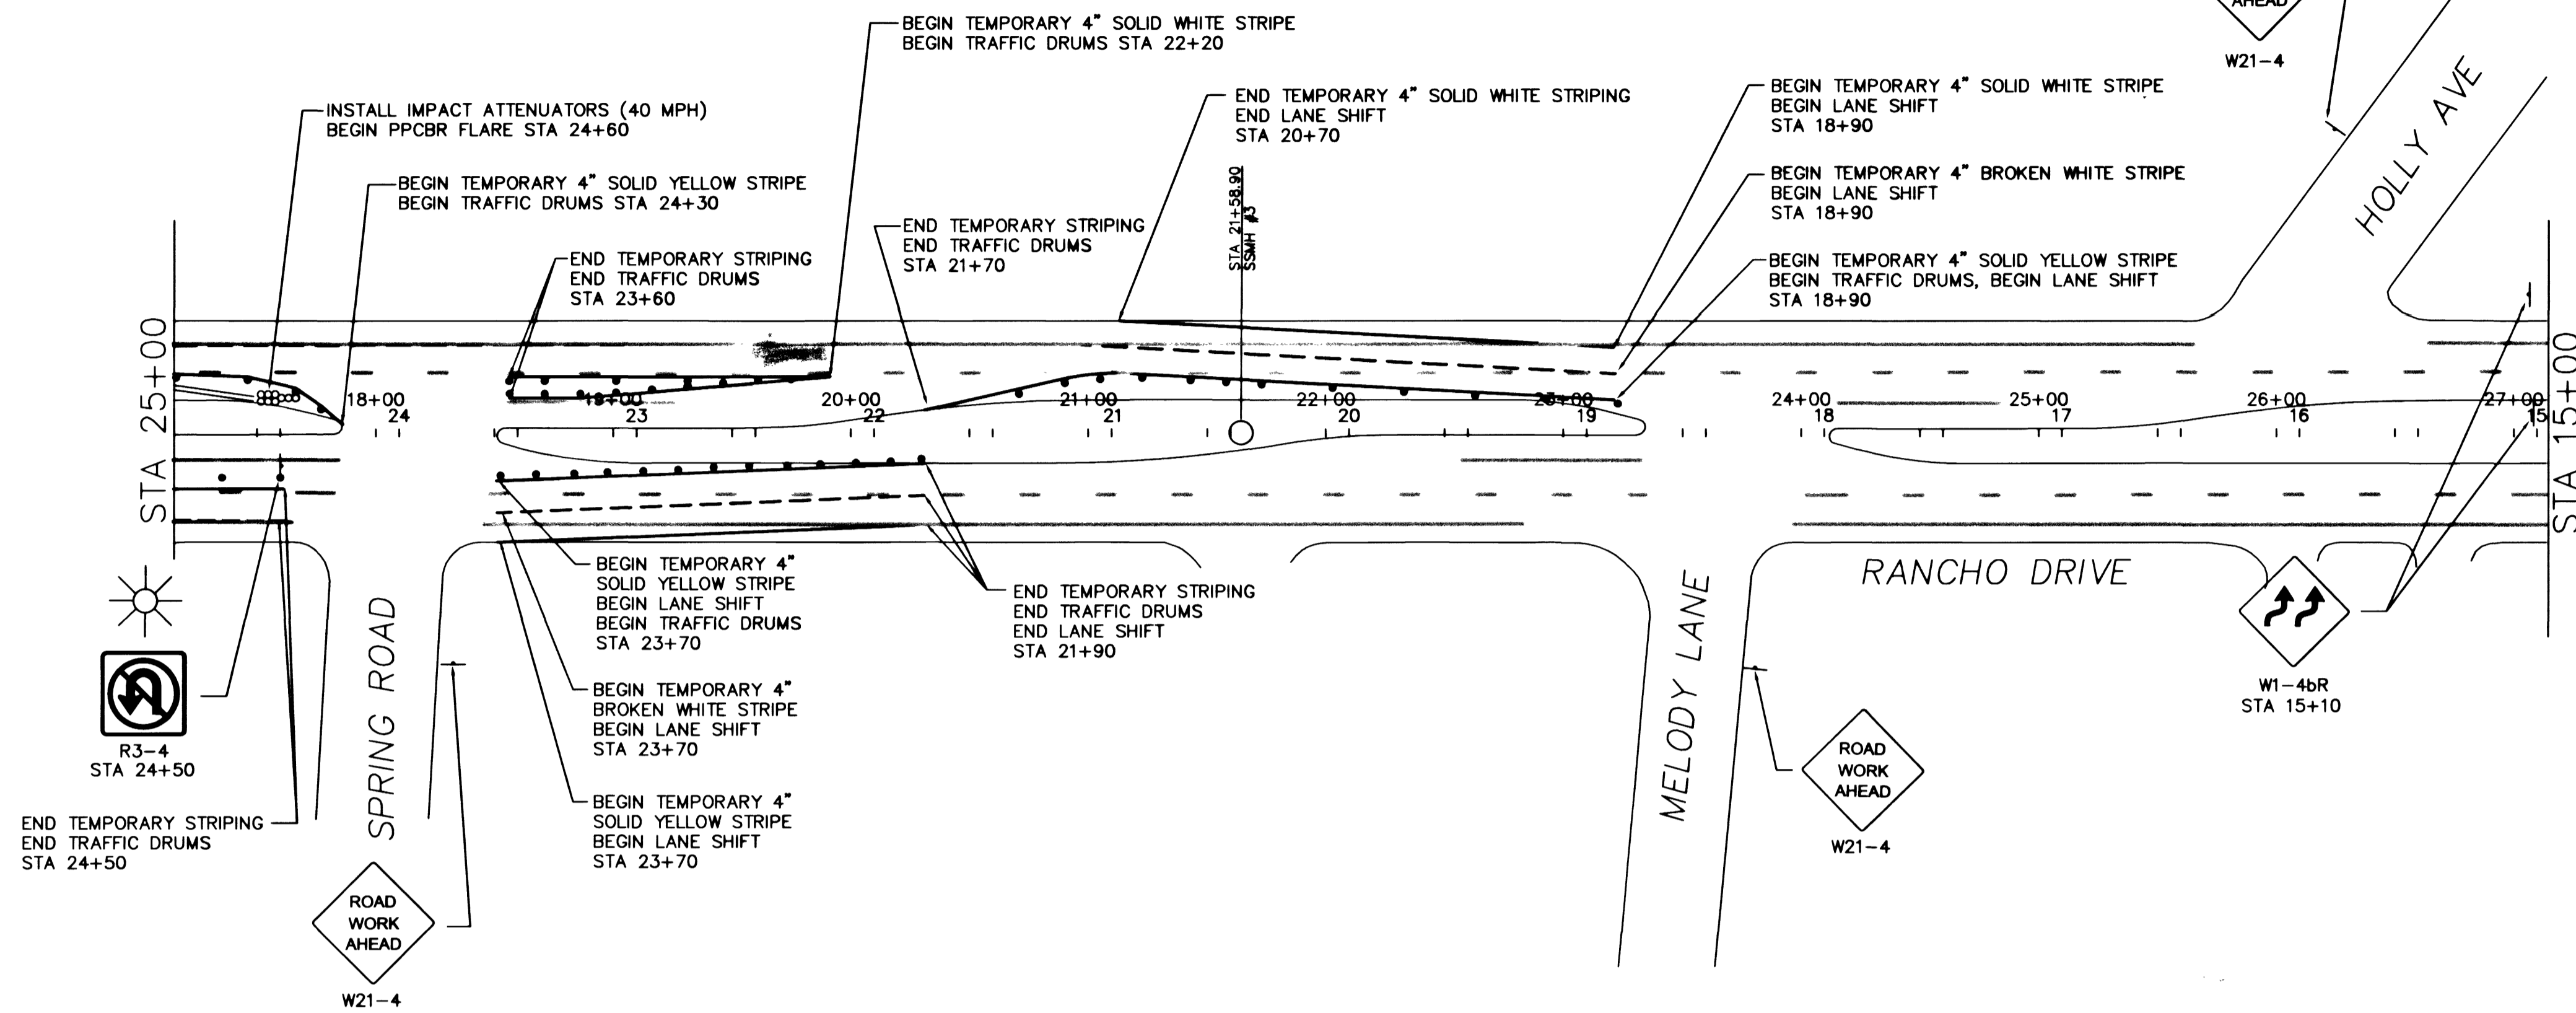 BEGIN TEMPORARY 4" SOLID WHITE STRIPE
BEGIN TRAFFIC DRUMS STA 22+20
AHEAD
W21-4
INSTALL IMPACT ATTENUATORS (40 MPH)
BEGIN PPCBR FLARE STA 24+60
END TEMPORARY 4" SOLID WHITE STRIPING
END LANE SHIFT
STA 20+70
BEGIN TEMPORARY 4" SOLID WHITE STRIPE
BEGIN LANE SHIFT
STA 18+90
BEGIN TEMPORARY 4" SOLID YELLOW STRIPE
BEGIN TRAFFIC DRUMS STA 24+30
BEGIN TEMPORARY 4" BROKEN WHITE STRIPE
BEGIN LANE SHIFT
STA 18+90
HOLLY AVE
END TEMPORARY STRIPING
END TRAFFIC DRUMS
STA 21+70
STA 21+58.90
SSMH #3
END TEMPORARY STRIPING
END TRAFFIC DRUMS
STA 23+60
BEGIN TEMPORARY 4" SOLID YELLOW STRIPE
BEGIN TRAFFIC DRUMS, BEGIN LANE SHIFT
STA 18+90
STA 25+00
STA 15+00
18+00 19+00 20+00 21+00 22+00 23+00 24+00 25+00 26+00 27+00
24 23 22 21 20 19 18 17 16 15
BEGIN TEMPORARY 4"
SOLID YELLOW STRIPE
BEGIN LANE SHIFT
BEGIN TRAFFIC DRUMS
STA 23+70
END TEMPORARY STRIPING
END TRAFFIC DRUMS
END LANE SHIFT
STA 21+90
RANCHO DRIVE
SPRING ROAD
MELODY LANE
W1-4bR
STA 15+10
BEGIN TEMPORARY 4"
BROKEN WHITE STRIPE
BEGIN LANE SHIFT
STA 23+70
R3-4
STA 24+50
ROAD
WORK
AHEAD
W21-4
BEGIN TEMPORARY 4"
SOLID YELLOW STRIPE
BEGIN LANE SHIFT
STA 23+70
END TEMPORARY STRIPING
END TRAFFIC DRUMS
STA 24+50
ROAD
WORK
AHEAD
W21-4